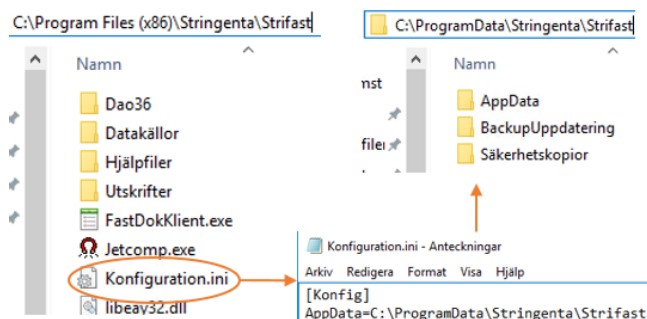 C:\Program Files (x86)\Stringenta\Strifast
Namn
Dao36
Datakällor
Hjälpfiler
Utskrifter
FastDokKlient.exe
Jetcomp.exe
Konfiguration.ini
libeay32.dll
C:\ProgramData\Stringenta\Strifast
Namn
nst
filer
AppData
BackupUppdatering
Säkerhetskopior
Konfiguration.ini - Anteckningar
Arkiv Redigera Format Visa Hjälp
[Konfig]
AppData=C:\ProgramData\Stringenta\Strifast